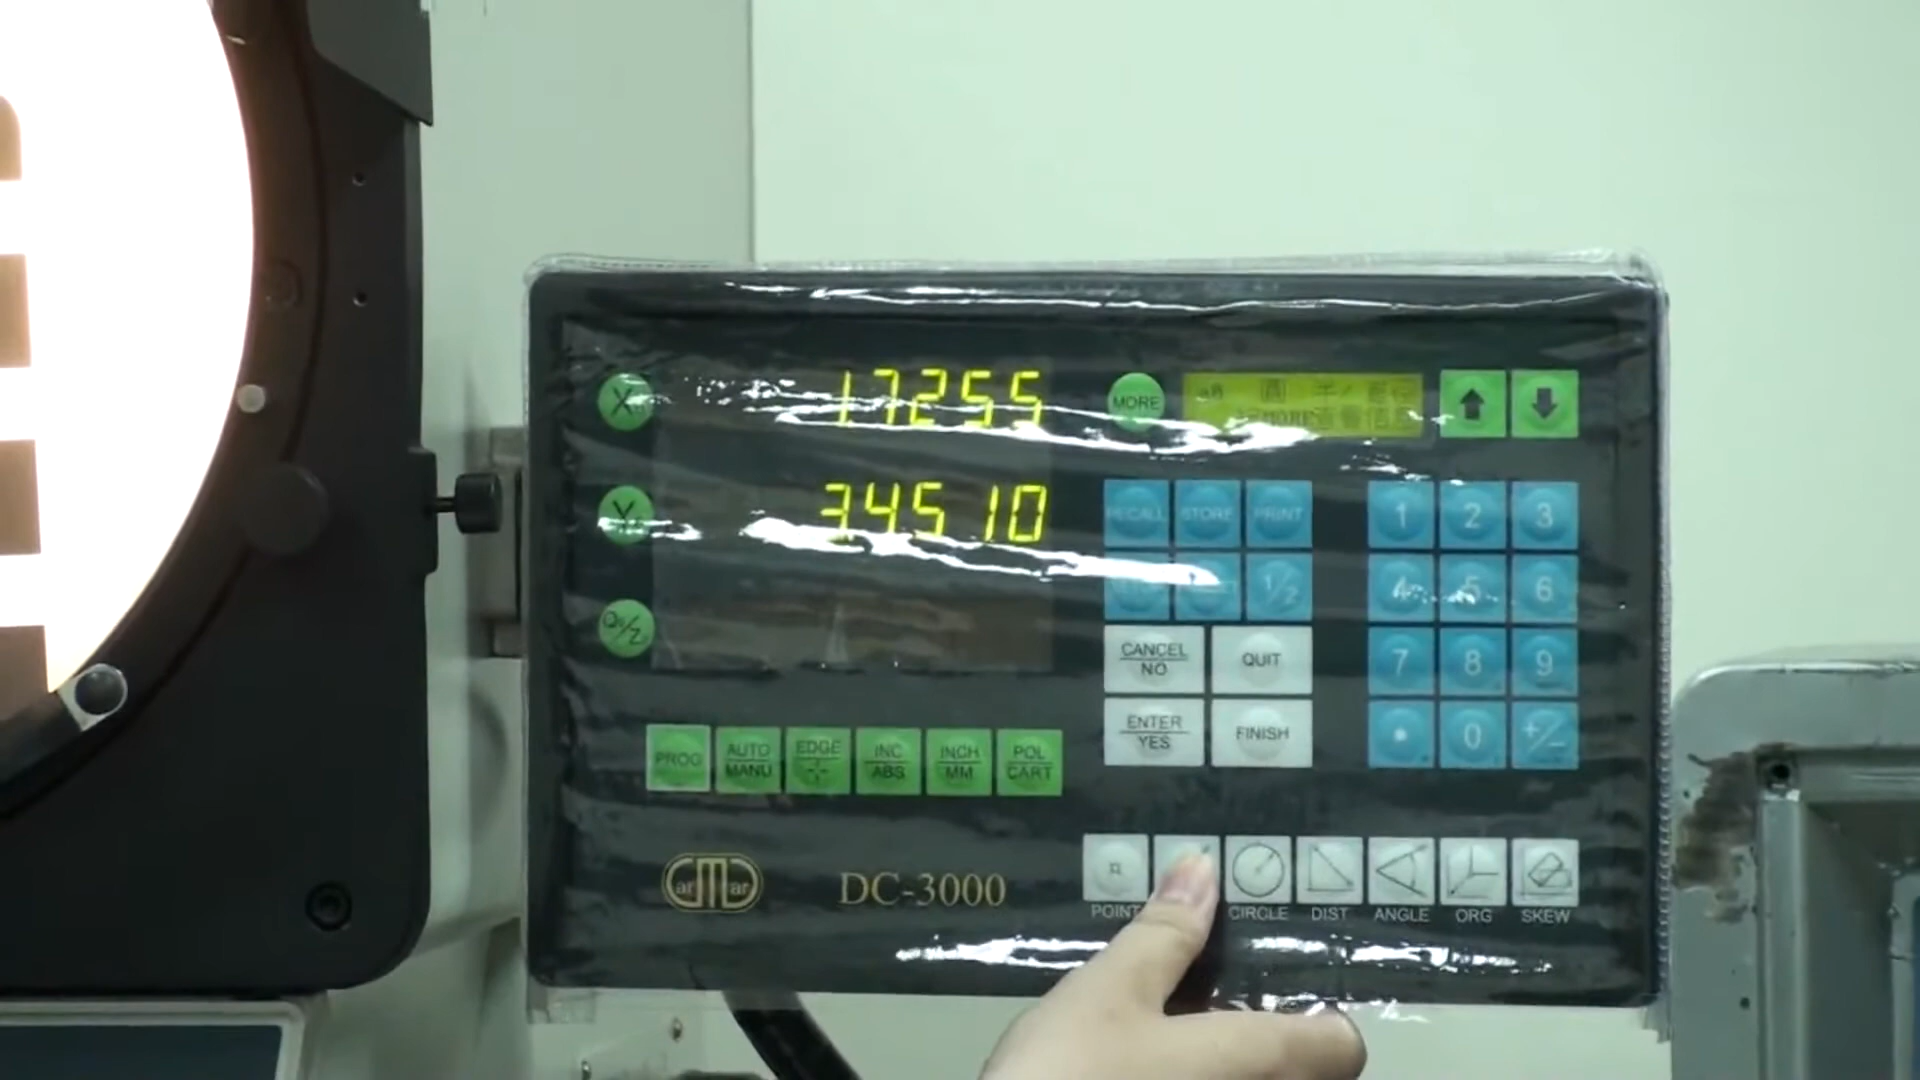 X 17255 MORE
Y 34510
RECALL STORE PRINT 1 2 3
1/2 4 5 6
CANCEL NO QUIT 7 8 9
ENTER YES FINISH . 0 +/-
PROG AUTO MANU EDGE INC ABS INCH MM POL CART
DC-3000
POINT CIRCLE DIST ANGLE ORG SKEW